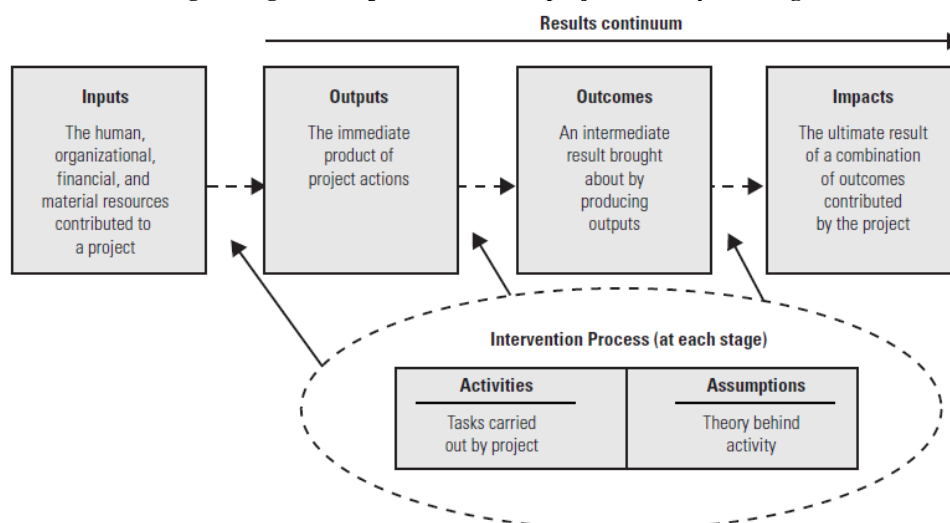 Results continuum
Inputs
The human,
organizational,
financial, and
material resources
contributed to
a project
Outputs
The immediate
product of
project actions
Outcomes
An intermediate
result brought
about by
producing
outputs
Impacts
The ultimate result
of a combination
of outcomes
contributed
by the project
Intervention Process (at each stage)
Activities
Tasks carried
out by project
Assumptions
Theory behind
activity